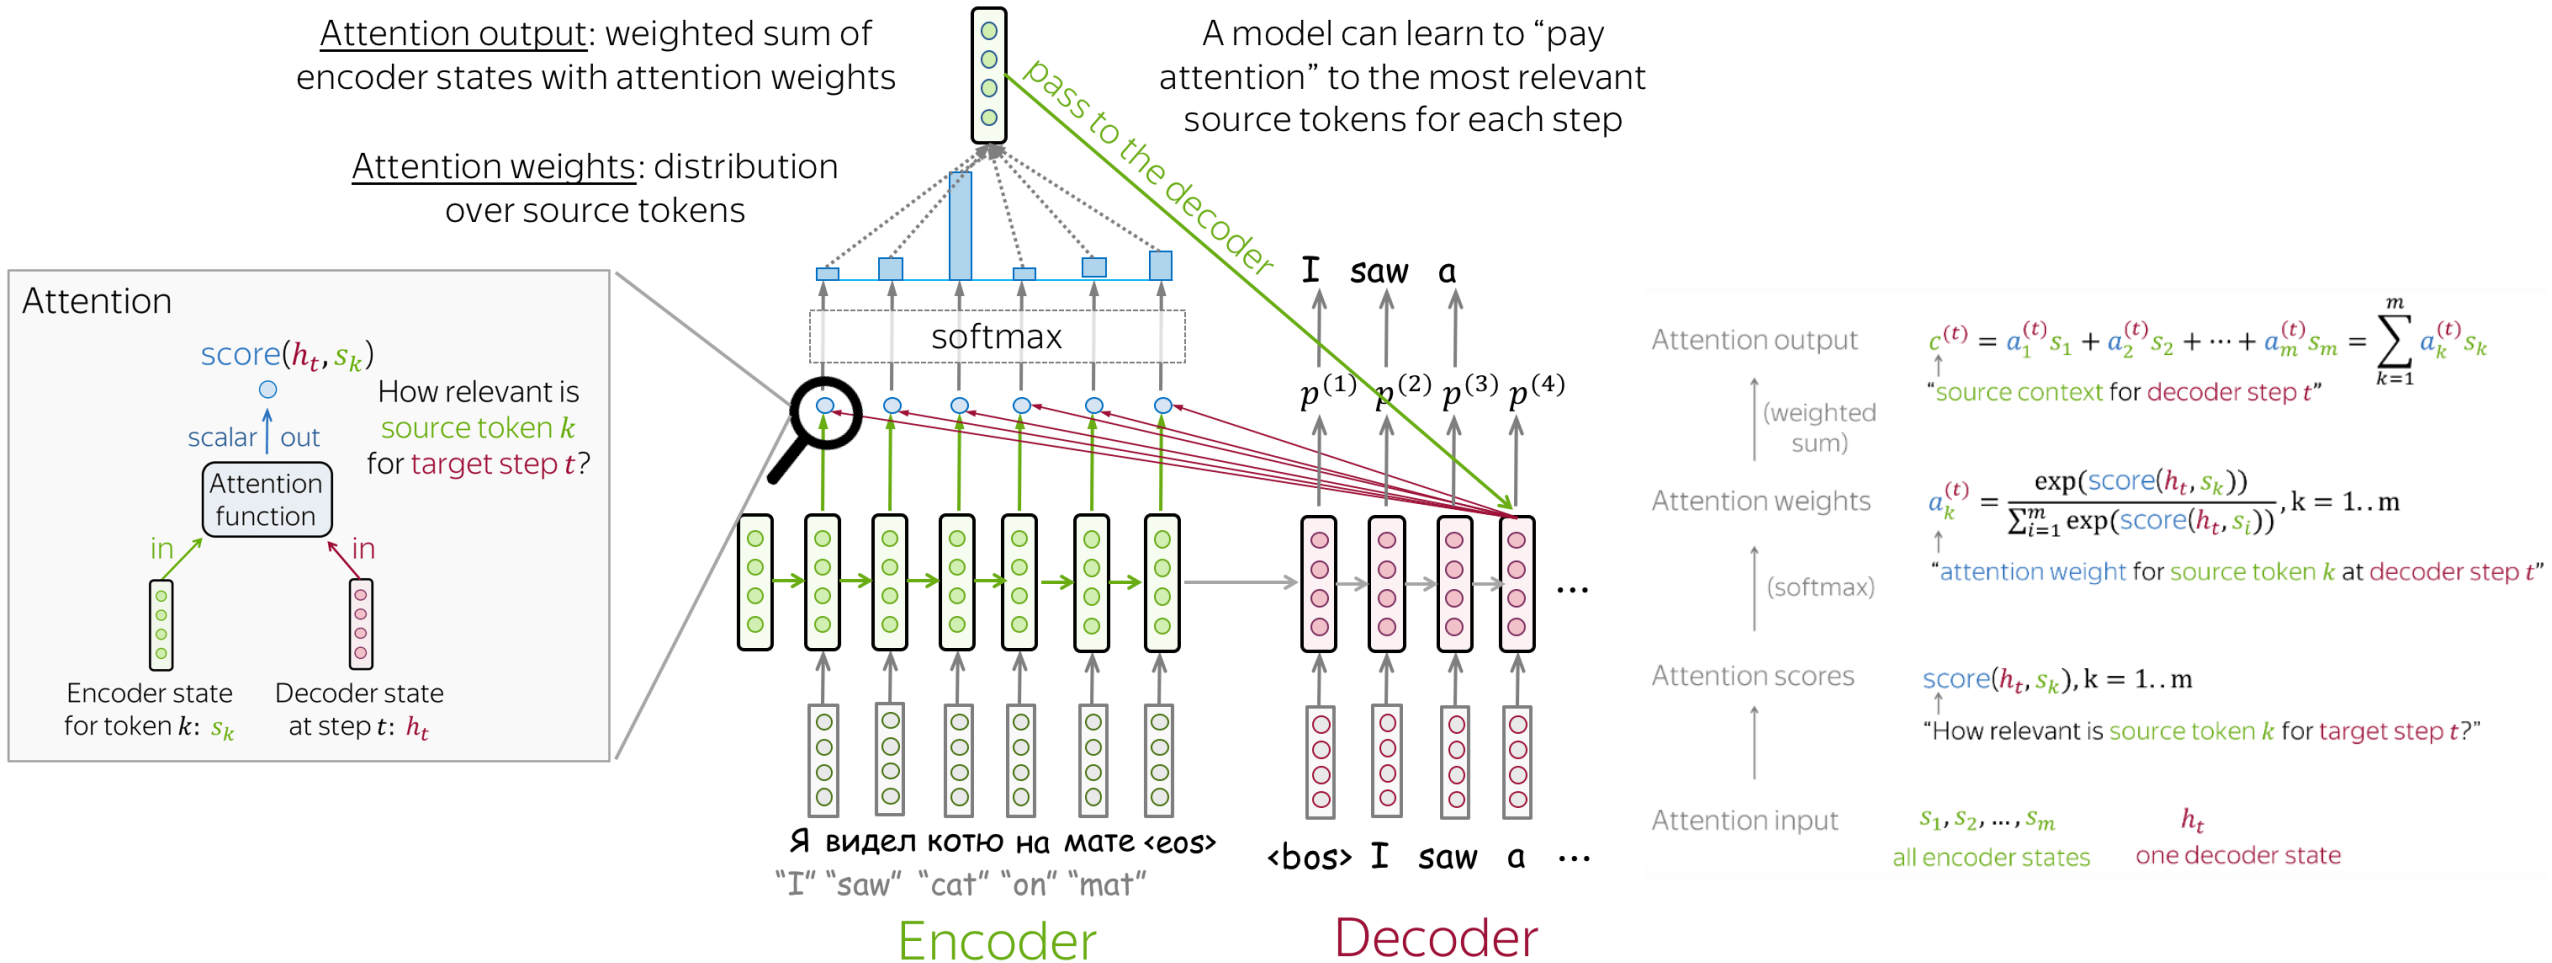 Attention output: weighted sum of
encoder states with attention weights
A model can learn to “pay
attention” to the most relevant
source tokens for each step
Attention weights: distribution
over source tokens
pass to the decoder
Attention
score(hₜ, sₖ)
How relevant is
source token k
for target step t?
scalar out
Attention
function
in in
Encoder state
for token k: sₖ
Decoder state
at step t: hₜ
softmax
I saw a
p⁽¹⁾ p⁽²⁾ p⁽³⁾ p⁽⁴⁾
...
Я видел котю на мате <eos>
“I” “saw” “cat” “on” “mat”
Encoder
<bos> I saw a ...
Decoder
Attention output
c⁽ᵗ⁾ = a₁⁽ᵗ⁾s₁ + a₂⁽ᵗ⁾s₂ + ⋯ + aₘ⁽ᵗ⁾sₘ = ∑ₖ₌₁ᵐ aₖ⁽ᵗ⁾sₖ
“source context for decoder step t”
(weighted
sum)
Attention weights
aₖ⁽ᵗ⁾ = exp(score(hₜ, sₖ)) / ∑ᵢ₌₁ᵐ exp(score(hₜ, sᵢ)), k = 1..m
“attention weight for source token k at decoder step t”
(softmax)
Attention scores
score(hₜ, sₖ), k = 1..m
“How relevant is source token k for target step t?”
Attention input
s₁, s₂, ..., sₘ
hₜ
all encoder states
one decoder state